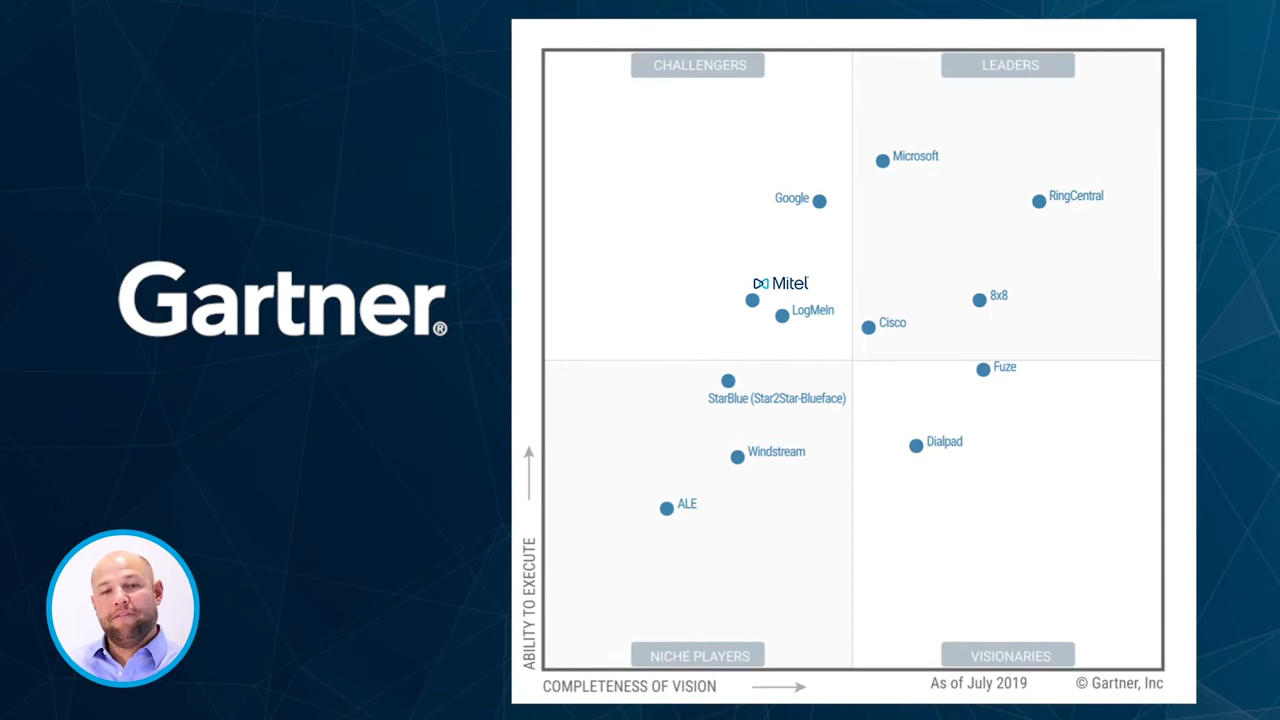 Gartner®
CHALLENGERS
LEADERS
Microsoft
Google
RingCentral
Mitel
LogMeIn
8x8
Cisco
Fuze
StarBlue (Star2Star-Blueface)
Dialpad
Windstream
ALE
ABILITY TO EXECUTE
NICHE PLAYERS
VISIONARIES
COMPLETENESS OF VISION
As of July 2019
© Gartner, Inc